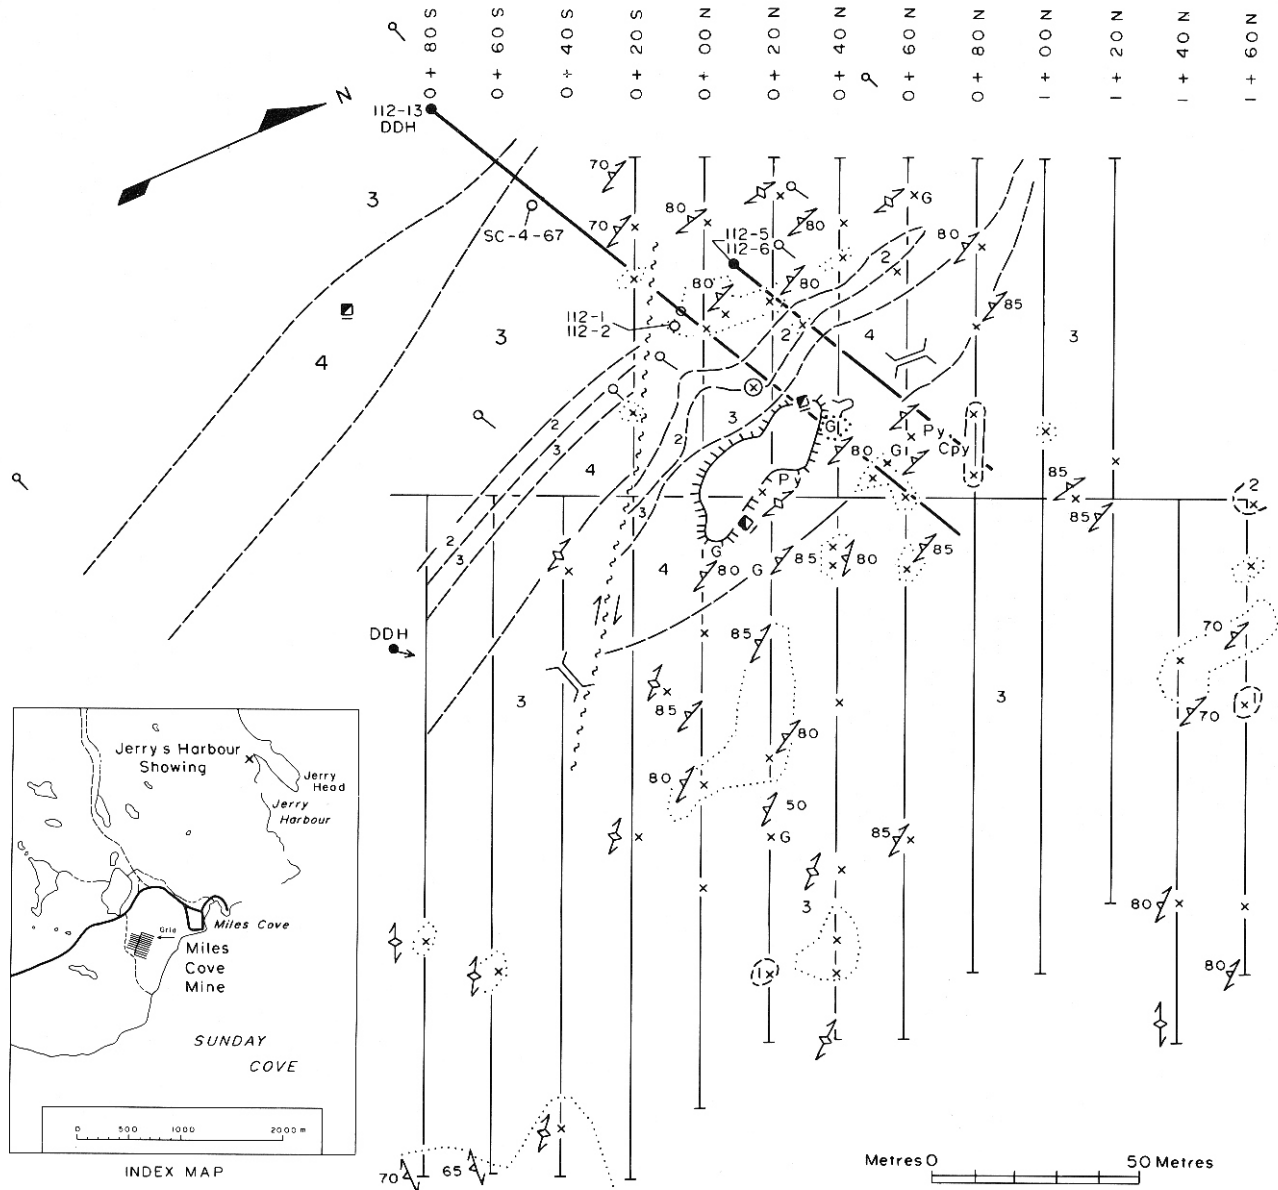 0 + 80 S
0 + 60 S
0 + 40 S
0 + 20 S
0 + 00 N
0 + 20 N
0 + 40 N
0 + 60 N
0 + 80 N
1 + 00 N
1 + 20 N
1 + 40 N
1 + 60 N
N
112-13
DDH
3
SC-4-67
70
70
80
80
112-5
112-6
G
80
2
80
85
80
3
4
3
112-1
112-2
2
4
3
2
3
4
3
2
3
G
80
Py
Cpy
G
Py
85
85
2
2
3
G
4
80
G
85
80
85
DDH
85
70
3
85
80
3
70
1
80
50
G
85
3
80
1
80
70
65
Jerry's Harbour
Showing
Jerry
Head
Jerry
Harbour
Grid
Miles Cove
Miles
Cove
Mine
SUNDAY
COVE
0 500 1000 2000 m
INDEX MAP
Metres 0 50 Metres